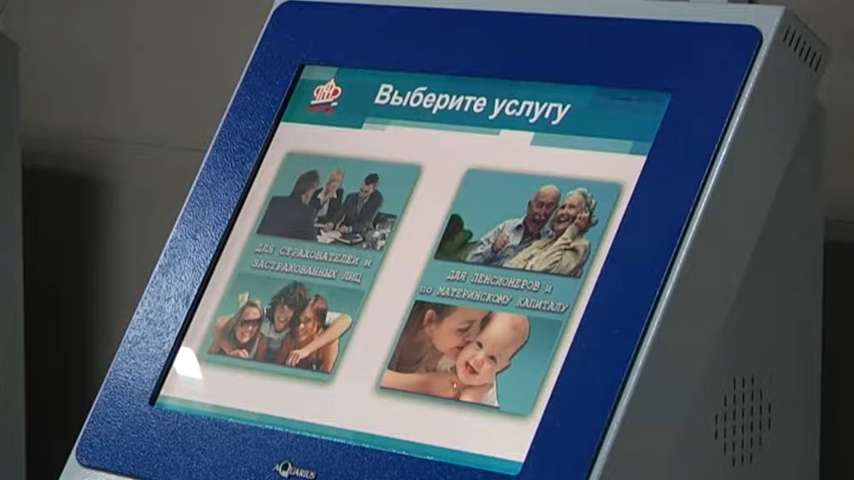 Выберите услугу
ДЛЯ СТРАХОВАТЕЛЕЙ и
ЗАСТРАХОВАННЫХ ЛИЦ
ДЛЯ ПЕНСИОНЕРОВ и
по МАТЕРИНСКОМУ КАПИТАЛУ
AQUARIUS